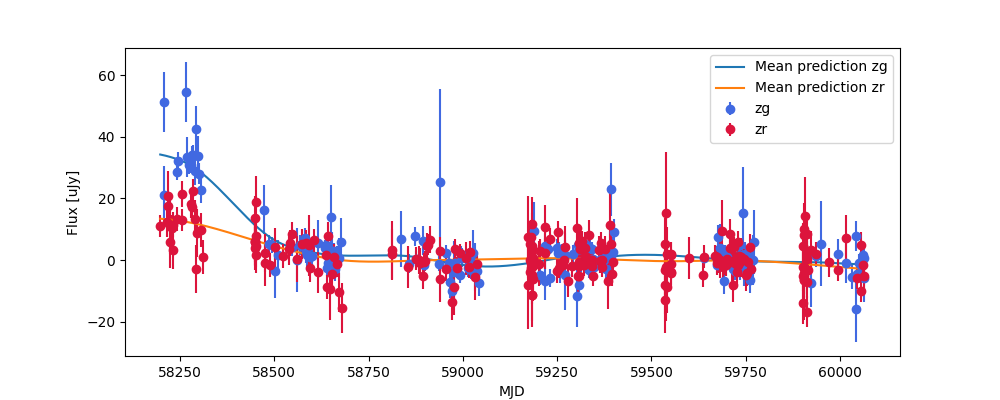 60
40
20
0
−20
Flux [uJy]
Mean prediction zg
Mean prediction zr
zg
zr
58250 58500 58750 59000 59250 59500 59750 60000
MJD